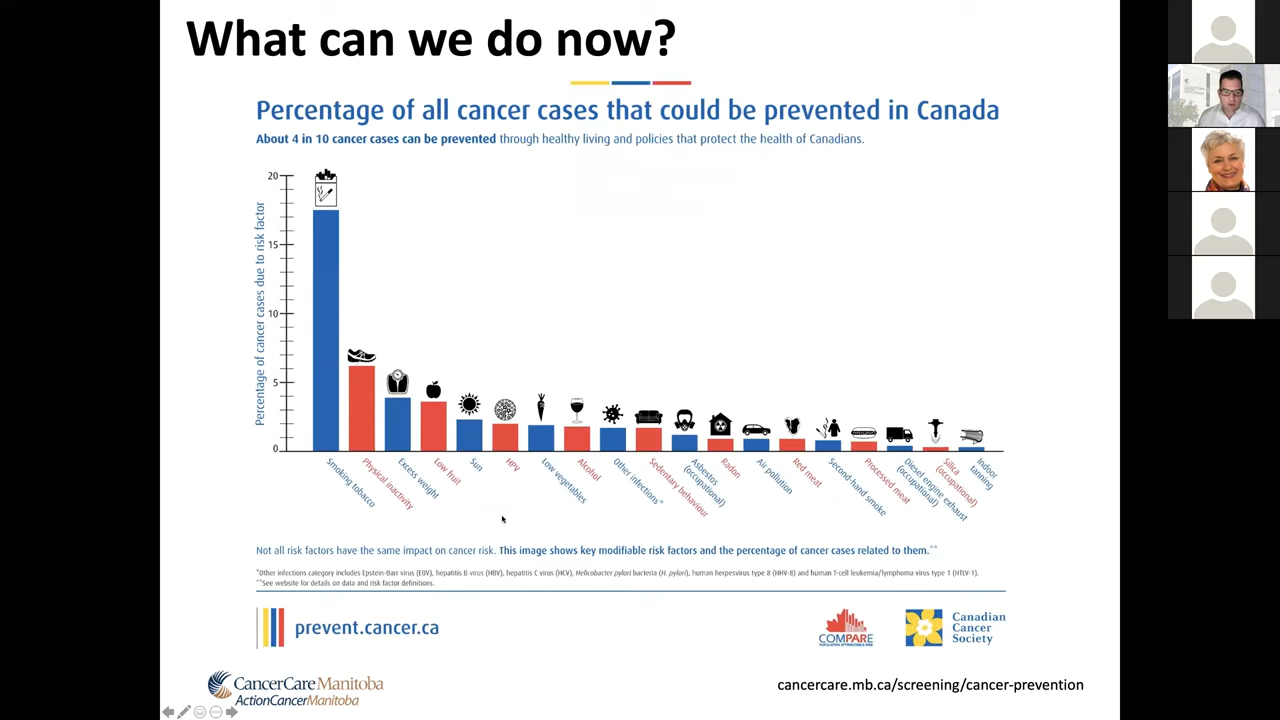 What can we do now?
Percentage of all cancer cases that could be prevented in Canada
About 4 in 10 cancer cases can be prevented through healthy living and policies that protect the health of Canadians.
Percentage of cancer cases due to risk factor
20
15
10
5
0
Smoking tobacco
Physical inactivity
Excess weight
Low fruit
Sun
HPV
Low vegetables
Alcohol
Other infections*
Sedentary behaviour
Asbestos
(occupational)
Radon
Air pollution
Red meat
Second-hand smoke
Processed meat
Diesel engine exhaust
(occupational)
Silica
(occupational)
Indoor
tanning
Not all risk factors have the same impact on cancer risk. This image shows key modifiable risk factors and the percentage of cancer cases related to them.**
*Other infections category includes Epstein-Barr virus (EBV), hepatitis B virus (HBV), hepatitis C virus (HCV), Helicobacter pylori bacteria (H. pylori), human herpesvirus type 8 (HHV-8) and human T-cell leukemia/lymphoma virus type 1 (HTLV-1).
**See website for details on data and risk factor definitions.
prevent.cancer.ca
COMPARE
POPULATION ATTRIBUTABLE RISK
Canadian
Cancer
Society
CancerCare Manitoba
ActionCancerManitoba
cancercare.mb.ca/screening/cancer-prevention